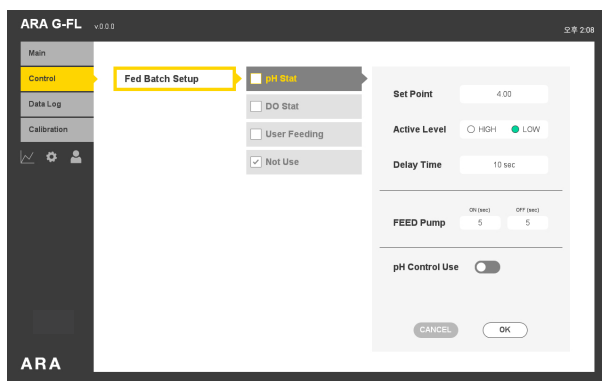 ARA G-FL v.0.0.0
오후 2:08
Main
Control
Data Log
Calibration
Fed Batch Setup
pH Stat
DO Stat
User Feeding
Not Use
Set Point 4.00
Active Level HIGH LOW
Delay Time 10 sec
ON (sec) OFF (sec)
FEED Pump 5 5
pH Control Use
CANCEL OK
ARA